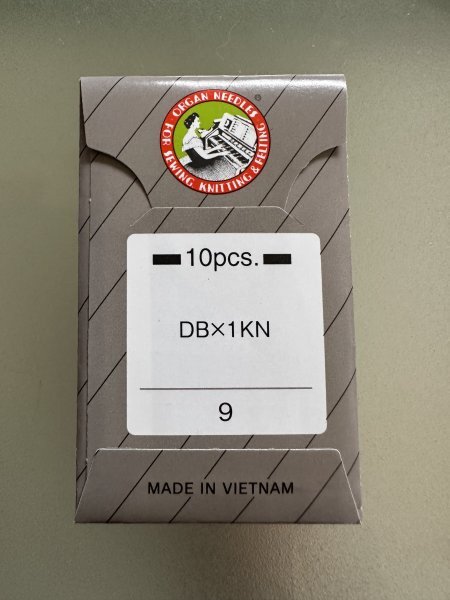 ORGAN NEEDLES
®
FOR SEWING KNITTING & FELTING
10pcs.
DB×1KN
9
MADE IN VIETNAM